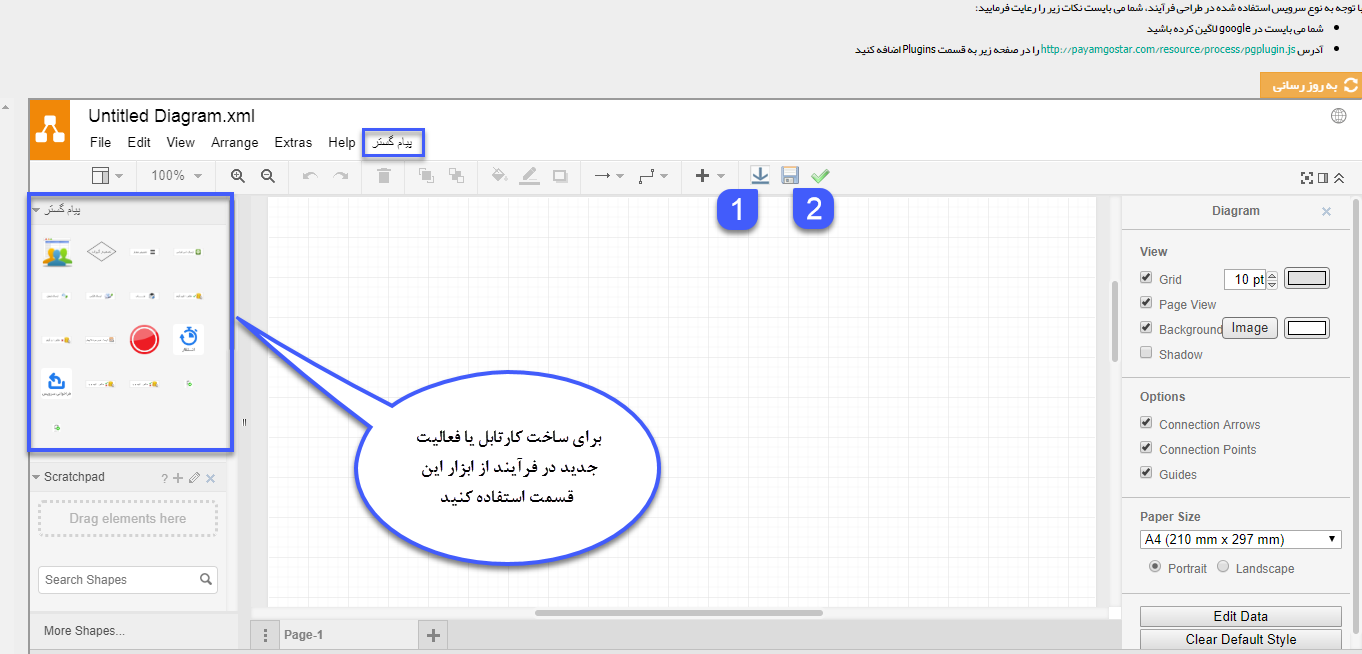 با توجه به نوع سرویس استفاده شده در طراحی فرآیند، شما می بایست نکات زیر را رعایت فرمایید:
شما می بایست در google لاگین کرده باشید
آدرس http://payamgostar.com/resource/process/pgplugin.js را در صفحه زیر به قسمت Plugins اضافه کنید
به روز رسانی
Untitled Diagram.xml
File Edit View Arrange Extras Help پیام گستر
100%
1 2
پیام گستر
Diagram
View
Grid 10 pt
Page View
Background Image
Shadow
برای ساخت کارتابل یا فعالیت
جدید در فرآیند از ابزار این
قسمت استفاده کنید
Options
Connection Arrows
Connection Points
Guides
Scratchpad ?
Drag elements here
Search Shapes
More Shapes...
Page-1
Paper Size
A4 (210 mm x 297 mm)
Portrait Landscape
Edit Data
Clear Default Style